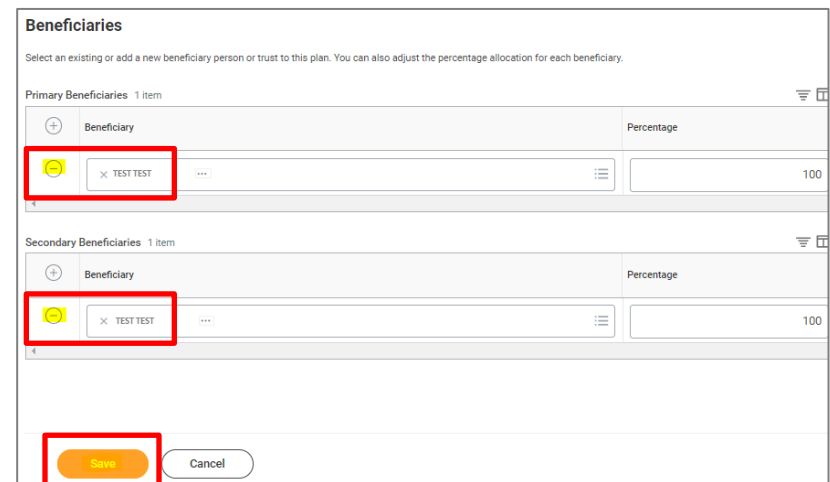 Beneficiaries
Select an existing or add a new beneficiary person or trust to this plan. You can also adjust the percentage allocation for each beneficiary.
Primary Beneficiaries 1 item
Beneficiary Percentage
× TEST TEST ... 100
Secondary Beneficiaries 1 item
Beneficiary Percentage
× TEST TEST ... 100
Save Cancel